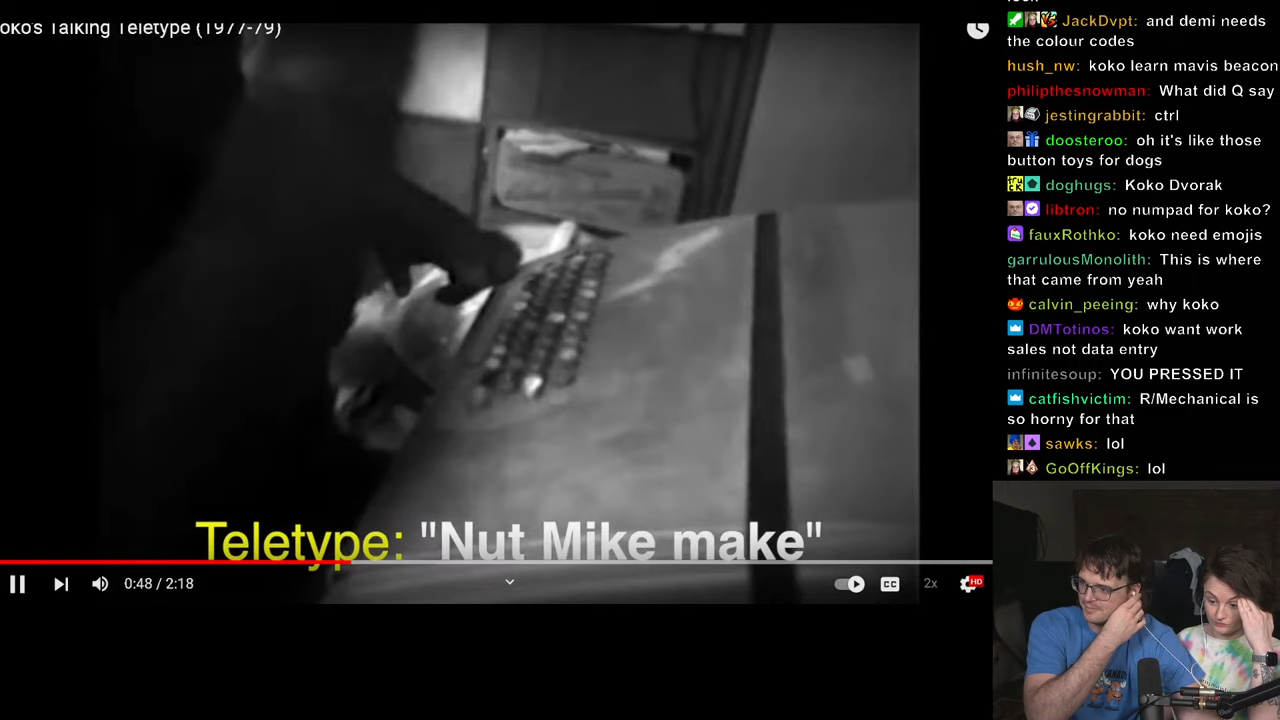 oko's Talking Teletype (1977-79)
Teletype: "Nut Mike make"
0:48 / 2:18
CC
2x
HD
JackDvpt: and demi needs
the colour codes
hush_nw: koko learn mavis beacon
philipthesnowman: What did Q say
jestingrabbit: ctrl
doosteroo: oh it's like those
button toys for dogs
doghugs: Koko Dvorak
libtron: no numpad for koko?
fauxRothko: koko need emojis
garrulousMonolith: This is where
that came from yeah
calvin_peeing: why koko
DMTotinos: koko want work
sales not data entry
infinitesoup: YOU PRESSED IT
catfishvictim: R/Mechanical is
so horny for that
sawks: lol
GoOffKings: lol